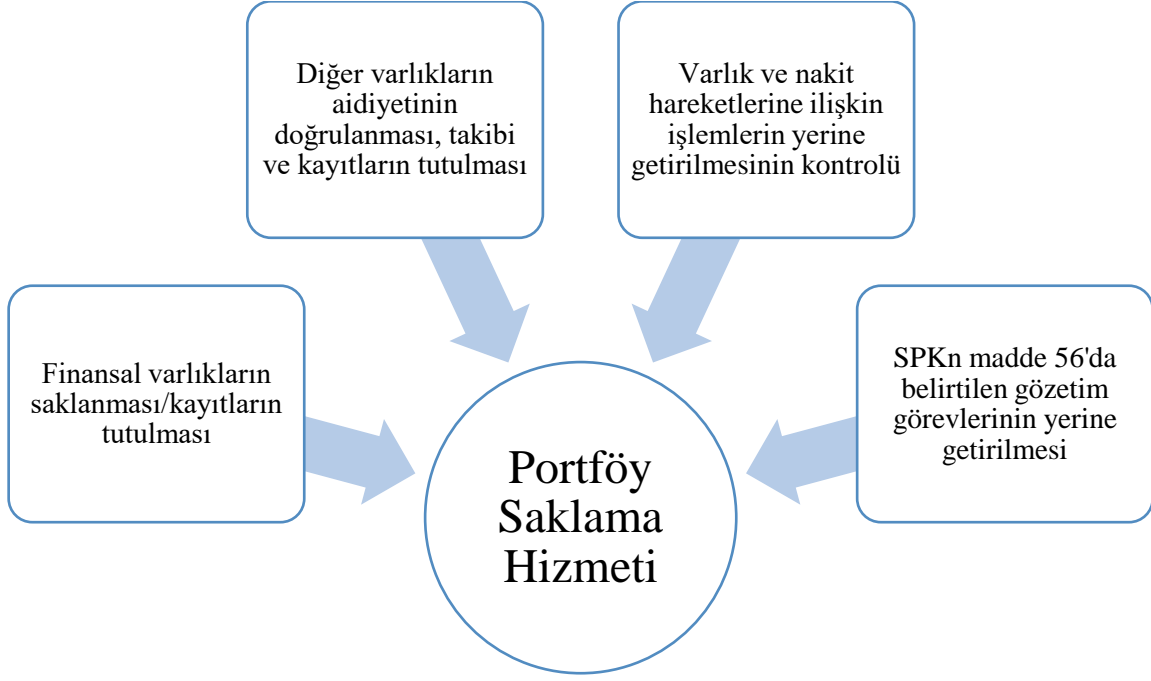 Diğer varlıkların
aidiyetinin
doğrulanması, takibi
ve kayıtların tutulması
Varlık ve nakit
hareketlerine ilişkin
işlemlerin yerine
getirilmesinin kontrolü
Finansal varlıkların
saklanması/kayıtların
tutulması
SPKn madde 56'da
belirtilen gözetim
görevlerinin yerine
getirilmesi
Portföy
Saklama
Hizmeti